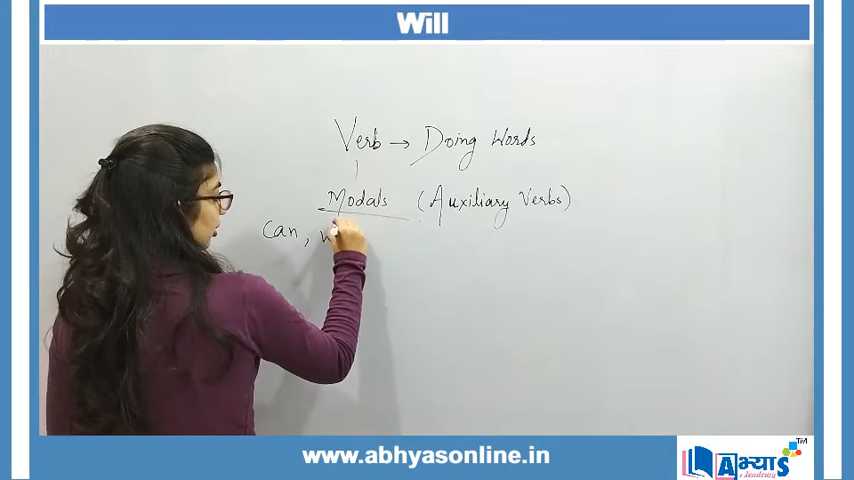 Will
Verb → Doing Words
Modals (Auxiliary Verbs)
Can,
www.abhyasonline.in
अभ्यास TM
Academy